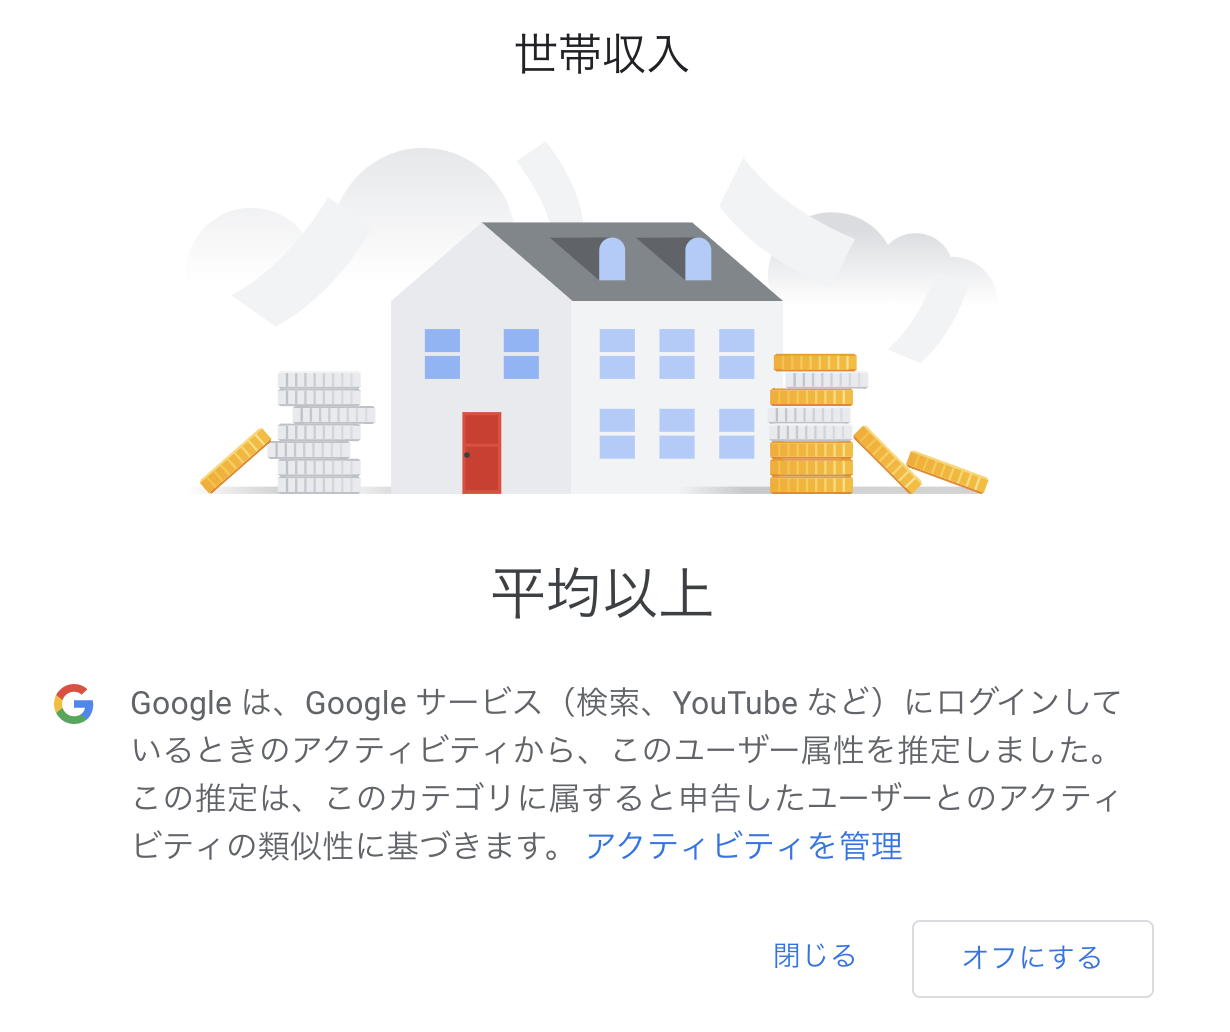 世帯収入
平均以上
Google は、Google サービス（検索、YouTube など）にログインして
いるときのアクティビティから、このユーザー属性を推定しました。
この推定は、このカテゴリに属すると申告したユーザーとのアクティ
ビティの類似性に基づきます。 アクティビティを管理
閉じる
オフにする